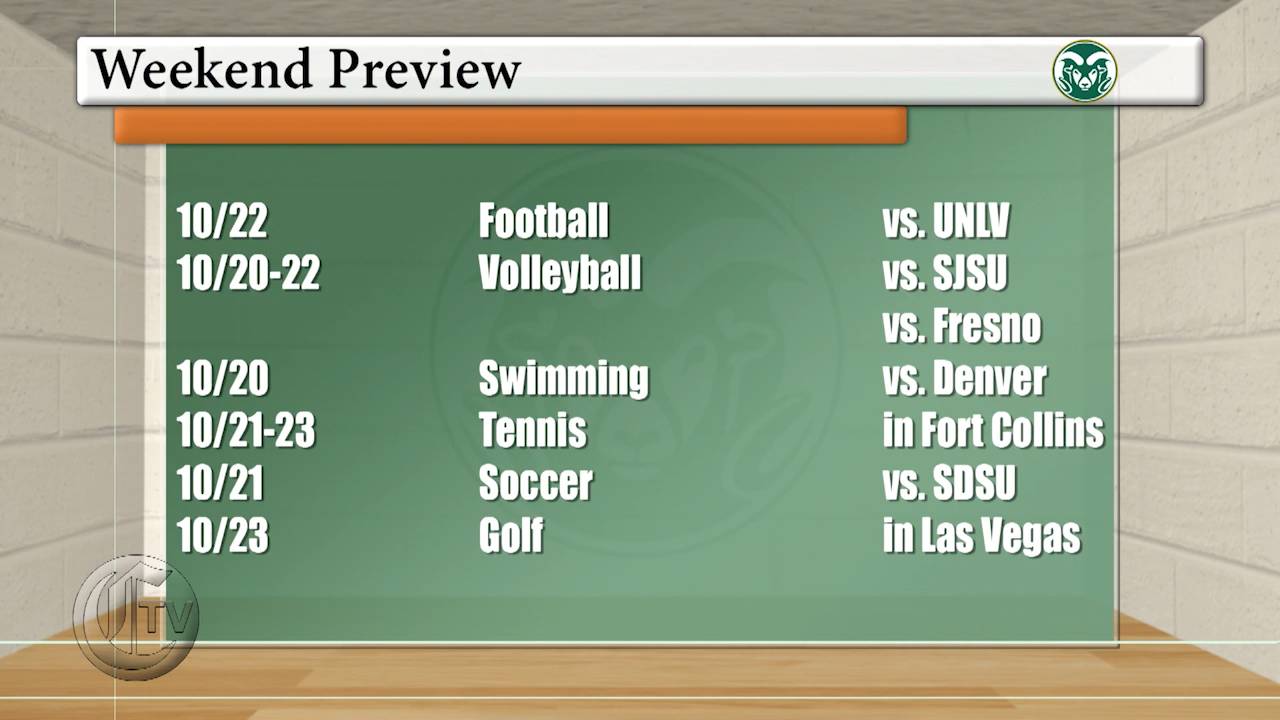 Weekend Preview
10/22 Football vs. UNLV
10/20-22 Volleyball vs. SJSU
vs. Fresno
10/20 Swimming vs. Denver
10/21-23 Tennis in Fort Collins
10/21 Soccer vs. SDSU
10/23 Golf in Las Vegas
CTV